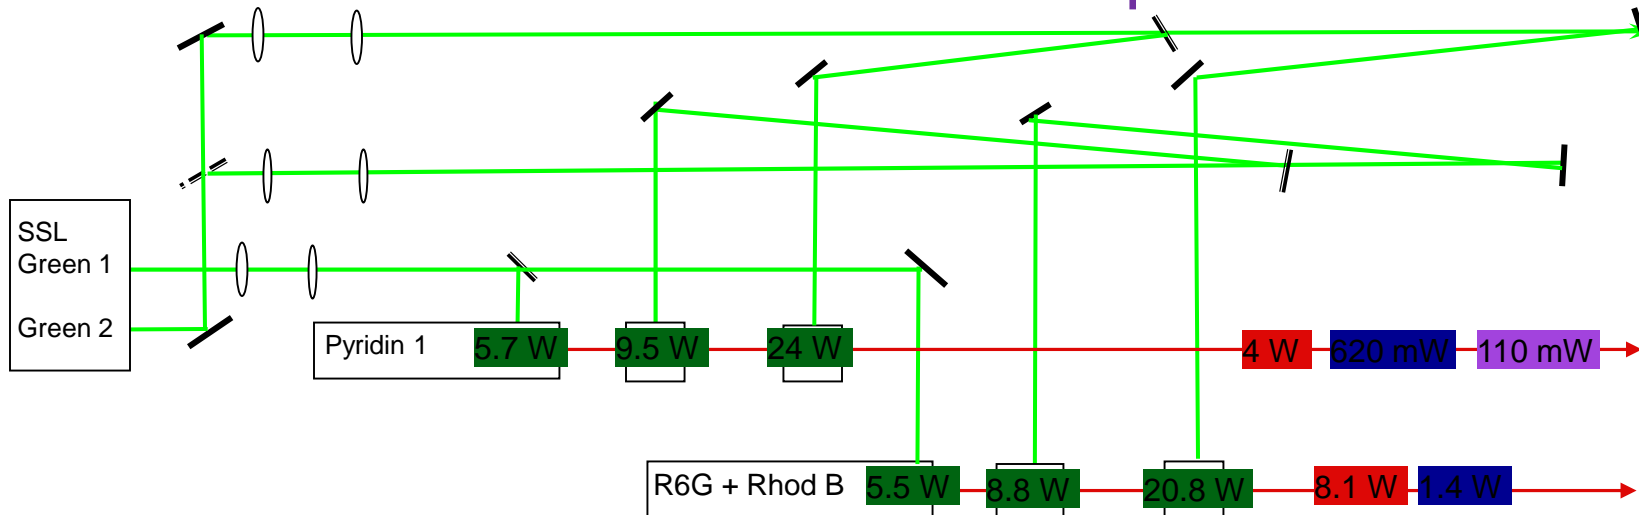 SSL
Green 1
Green 2
Pyridin 1
5.7 W
9.5 W
24 W
4 W
620 mW
110 mW
R6G + Rhod B
5.5 W
8.8 W
20.8 W
8.1 W
1.4 W